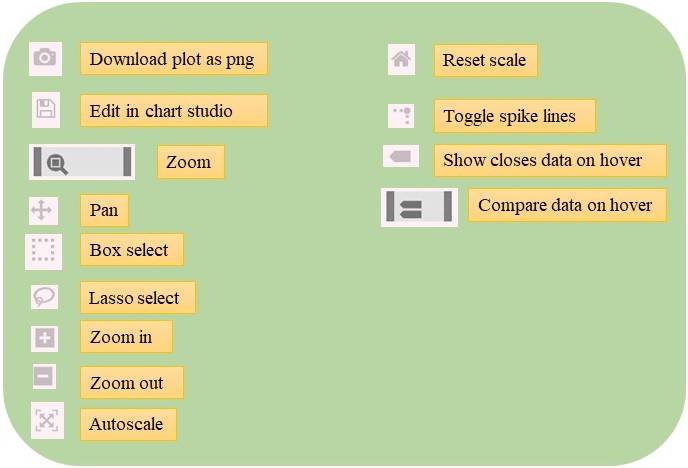 Download plot as png
Edit in chart studio
Zoom
Pan
Box select
Lasso select
Zoom in
Zoom out
Autoscale
Reset scale
Toggle spike lines
Show closes data on hover
Compare data on hover